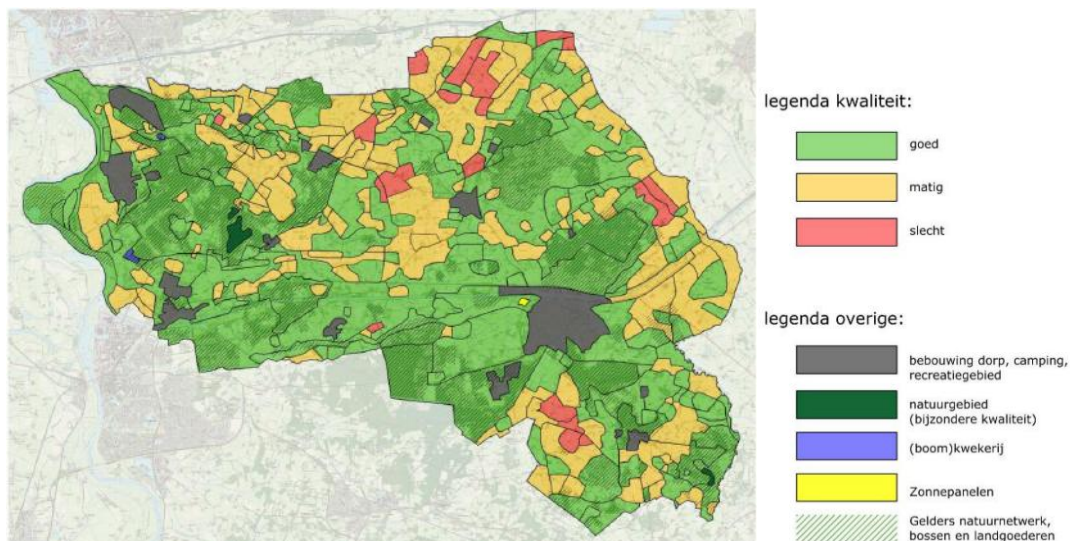 legenda kwaliteit:
goed
matig
slecht
legenda overige:
bebouwing dorp, camping,
recreatiegebied
natuurgebied
(bijzondere kwaliteit)
(boom)kwekerij
Zonnepanelen
Gelders natuurnetwerk,
bossen en landgoederen